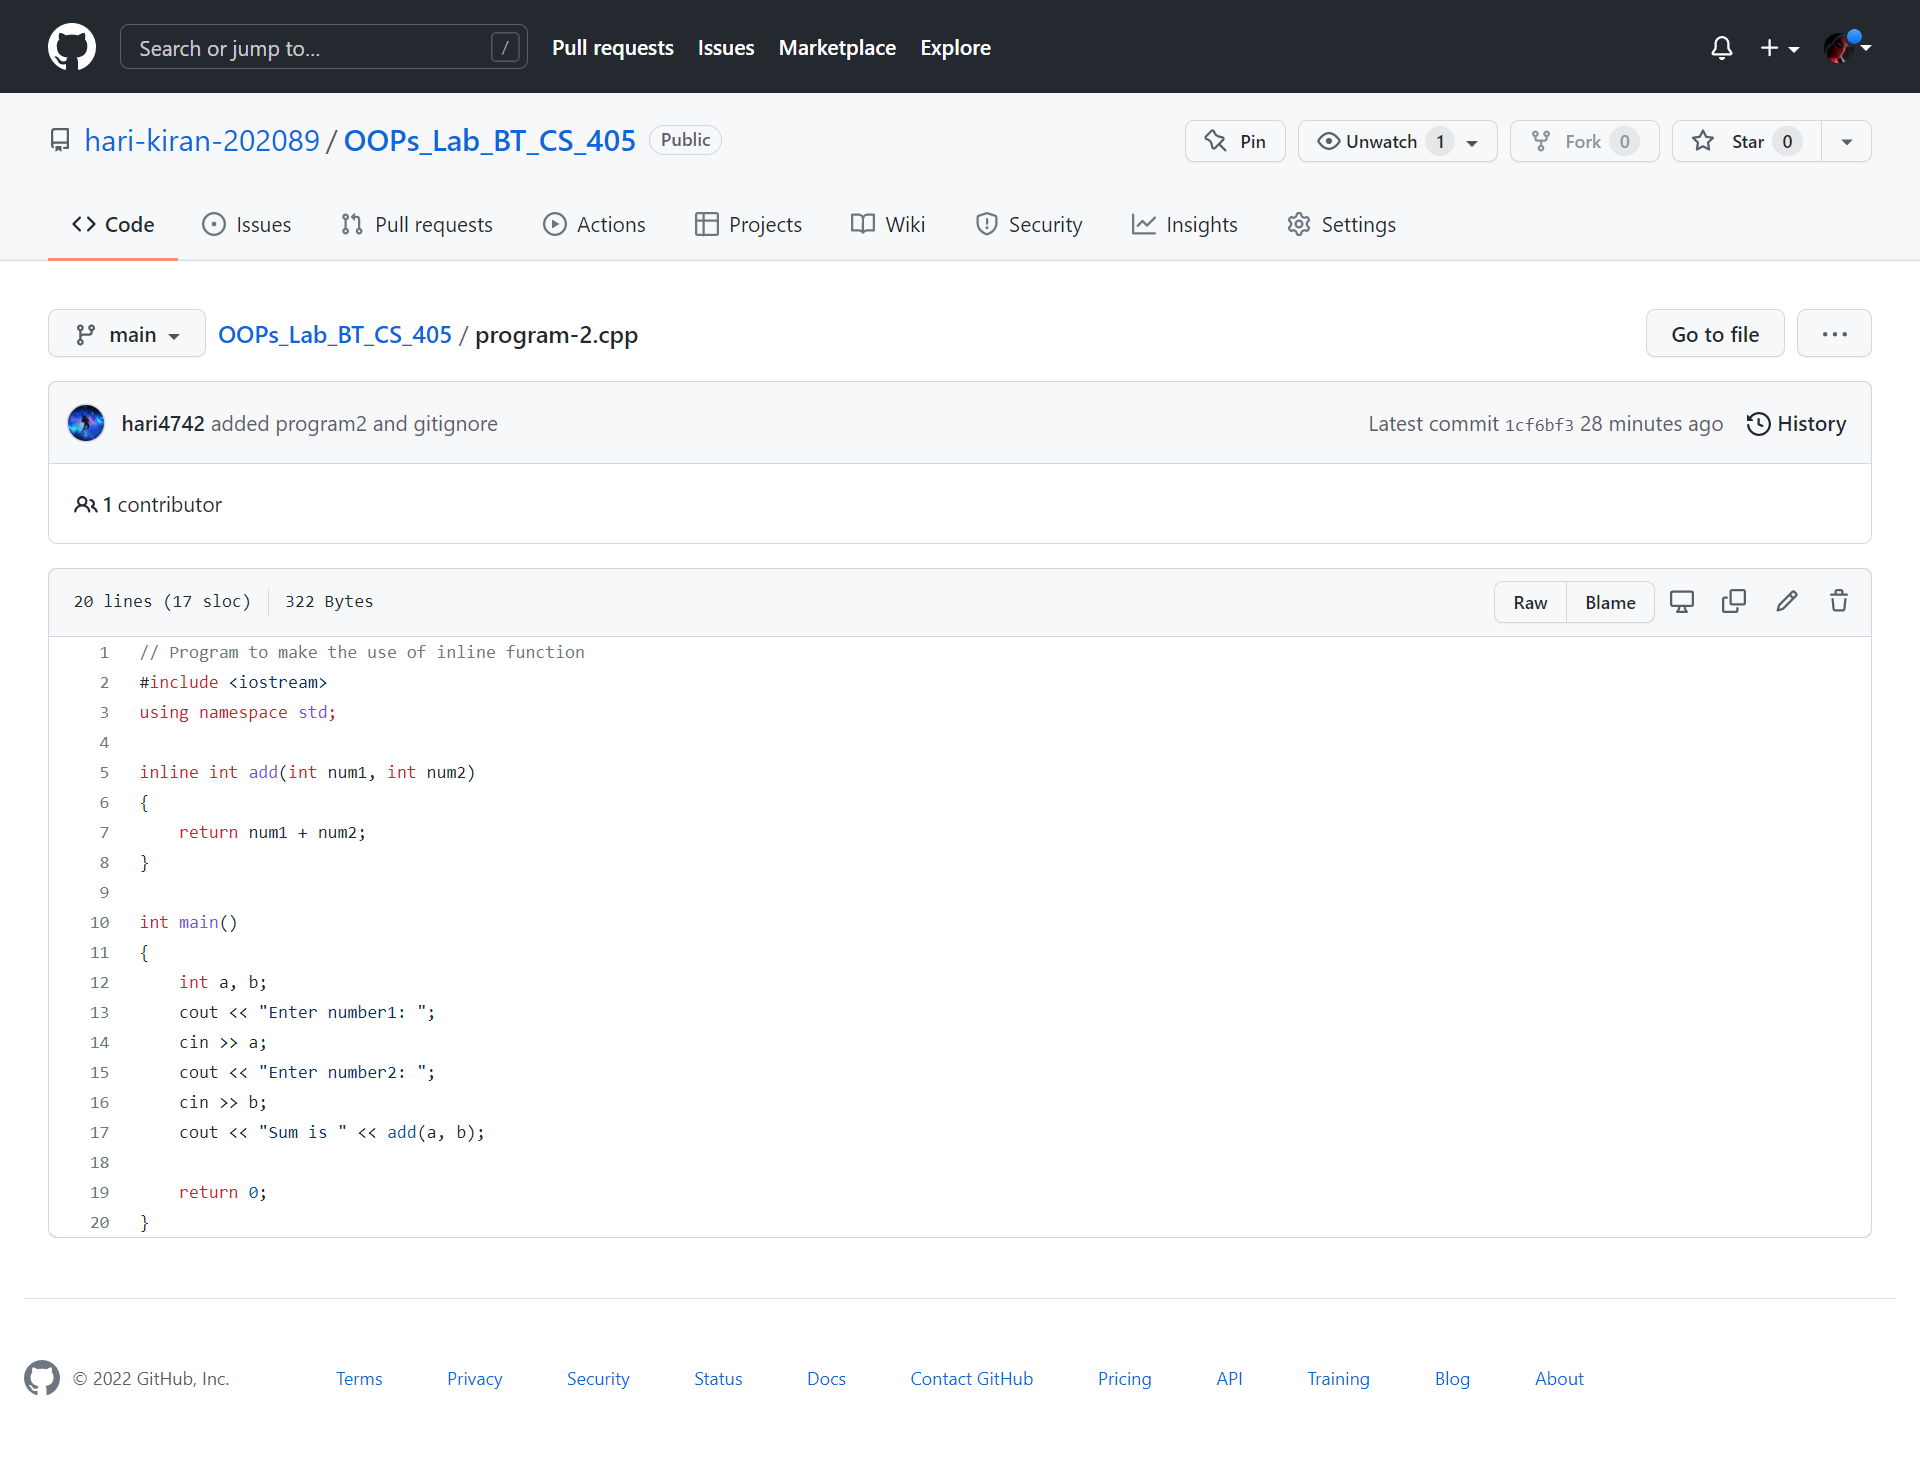 Search or jump to... /
Pull requests Issues Marketplace Explore
hari-kiran-202089 / OOPs_Lab_BT_CS_405 Public
Pin Unwatch 1 Fork 0 Star 0
Code Issues Pull requests Actions Projects Wiki Security Insights Settings
main OOPs_Lab_BT_CS_405 / program-2.cpp Go to file ...
hari4742 added program2 and gitignore Latest commit 1cf6bf3 28 minutes ago History
1 contributor
20 lines (17 sloc) 322 Bytes Raw Blame
1 // Program to make the use of inline function
2 #include <iostream>
3 using namespace std;
4
5 inline int add(int num1, int num2)
6 {
7     return num1 + num2;
8 }
9
10 int main()
11 {
12     int a, b;
13     cout << "Enter number1: ";
14     cin >> a;
15     cout << "Enter number2: ";
16     cin >> b;
17     cout << "Sum is " << add(a, b);
18
19     return 0;
20 }
© 2022 GitHub, Inc. Terms Privacy Security Status Docs Contact GitHub Pricing API Training Blog About